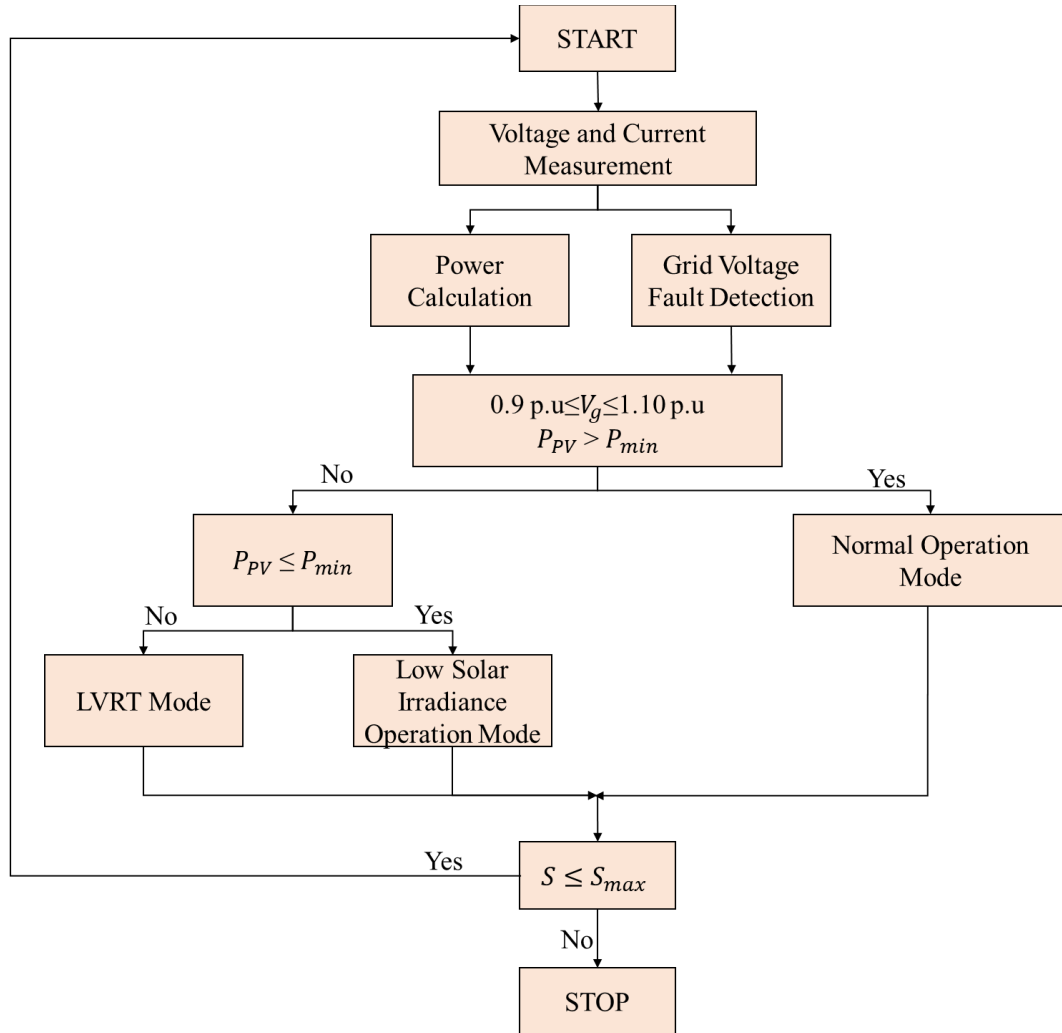 START
Voltage and Current
Measurement
Power
Calculation
Grid Voltage
Fault Detection
0.9 p.u≤V_g≤1.10 p.u
P_PV > P_min
No
Yes
P_PV ≤ P_min
Normal Operation
Mode
No
Yes
LVRT Mode
Low Solar
Irradiance
Operation Mode
Yes
S ≤ S_max
No
STOP